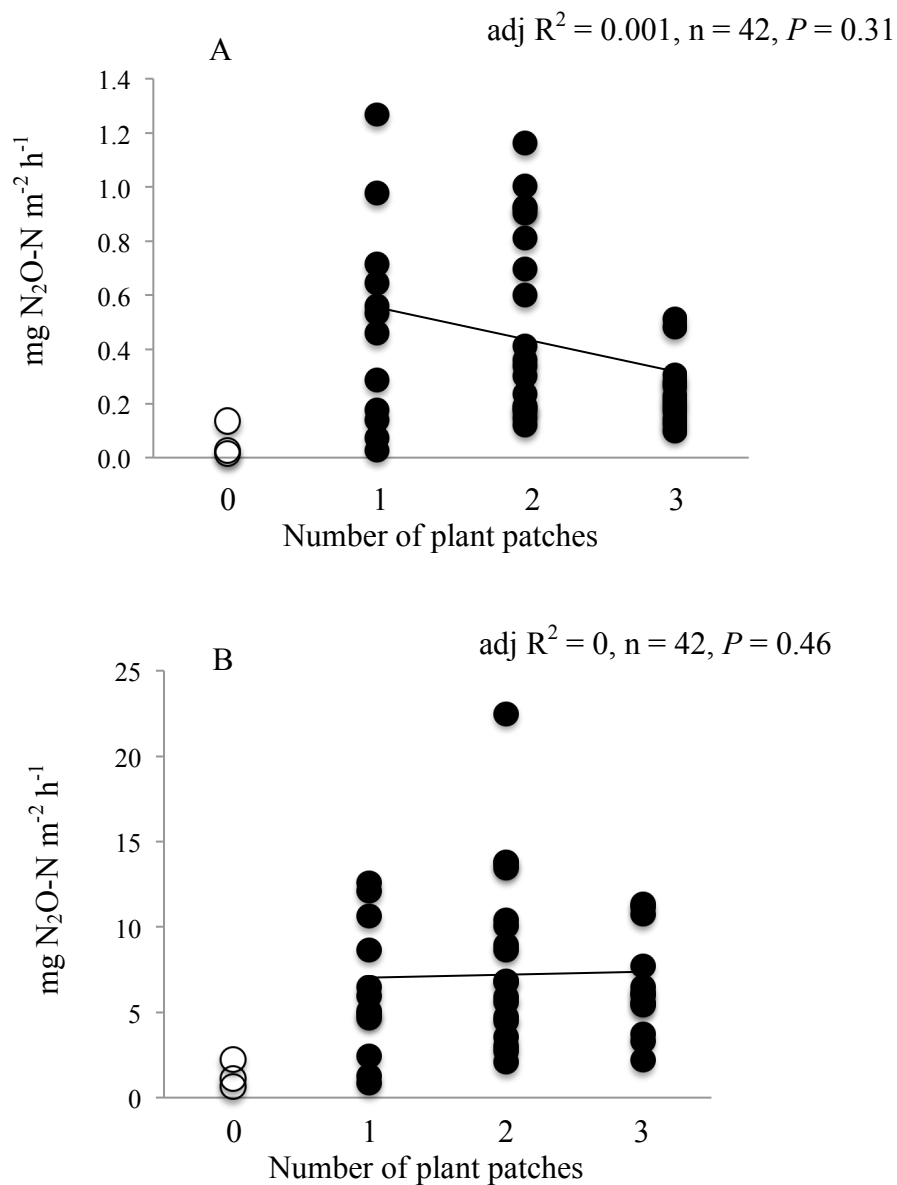 adj R² = 0.001, n = 42, P = 0.31
A
1.4
1.2
1.0
0.8
0.6
0.4
0.2
0.0
mg N₂O-N m⁻² h⁻¹
0 1 2 3
Number of plant patches
adj R² = 0, n = 42, P = 0.46
B
25
20
15
10
5
0
mg N₂O-N m⁻² h⁻¹
0 1 2 3
Number of plant patches